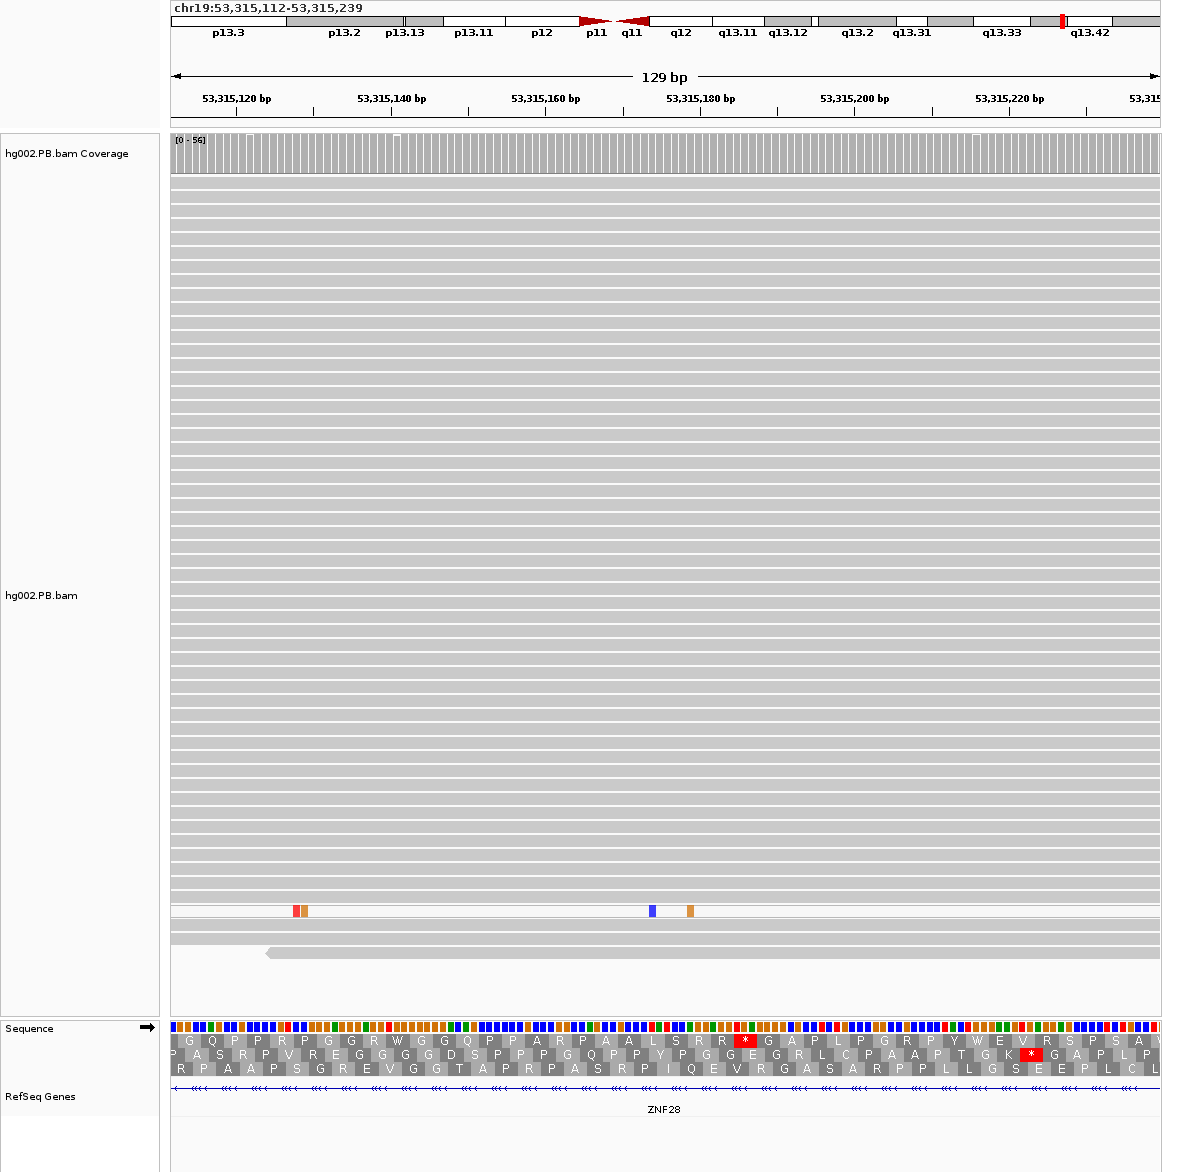 chr19:53,315,112-53,315,239
p13.3 p13.2 p13.13 p13.11 p12 p11 q11 q12 q13.11 q13.12 q13.2 q13.31 q13.33 q13.42
129 bp
53,315,120 bp 53,315,140 bp 53,315,160 bp 53,315,180 bp 53,315,200 bp 53,315,220 bp 53,315
[0 - 56]
hg002.PB.bam Coverage
hg002.PB.bam
Sequence
G Q P P R P G G R W G G Q P P A R P A A L S R R * G A P L P G R P Y W E V R S P S A
P A S R P V R E G G G G D S P P P G Q P P Y P G G E G R L C P A A P T G K * G A P L P
R P A A P S G R E V G G T A P R P A S R P I Q E V R G A S A R P P L L G S E E P L C L
RefSeq Genes
ZNF28